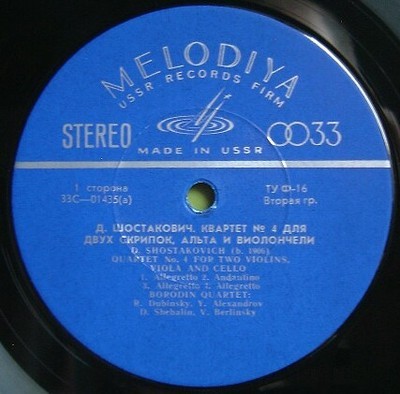 MELODIYA
USSR RECORDS FIRM
STEREO 33
MADE IN USSR
1 сторона ТУ Ф-16
33С—01435(а) Вторая гр.
Д. ШОСТАКОВИЧ. КВАРТЕТ № 4 ДЛЯ
ДВУХ СКРИПОК, АЛЬТА И ВИОЛОНЧЕЛИ
D. SHOSTAKOVICH (b. 1906)
QUARTET No. 4 FOR TWO VIOLINS,
VIOLA AND CELLO
1. Allegretto 2. Andantino
3. Allegretto 4. Allegretto
BORODIN QUARTET:
R. Dubinsky, Y. Alexandrov
D. Shebalin, V. Berlinsky